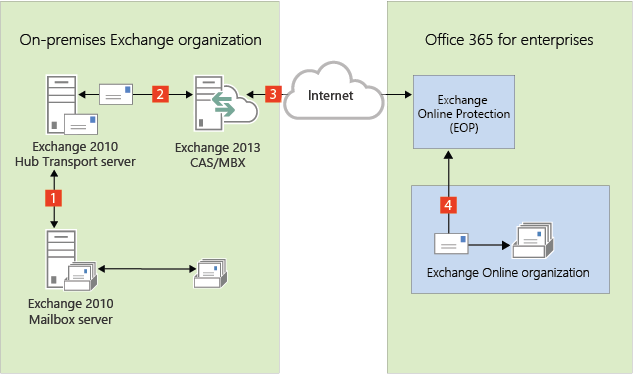 On-premises Exchange organization
Office 365 for enterprises
2
3
Internet
Exchange
Online Protection
(EOP)
Exchange 2010
Hub Transport server
Exchange 2013
CAS/MBX
1
4
Exchange Online organization
Exchange 2010
Mailbox server